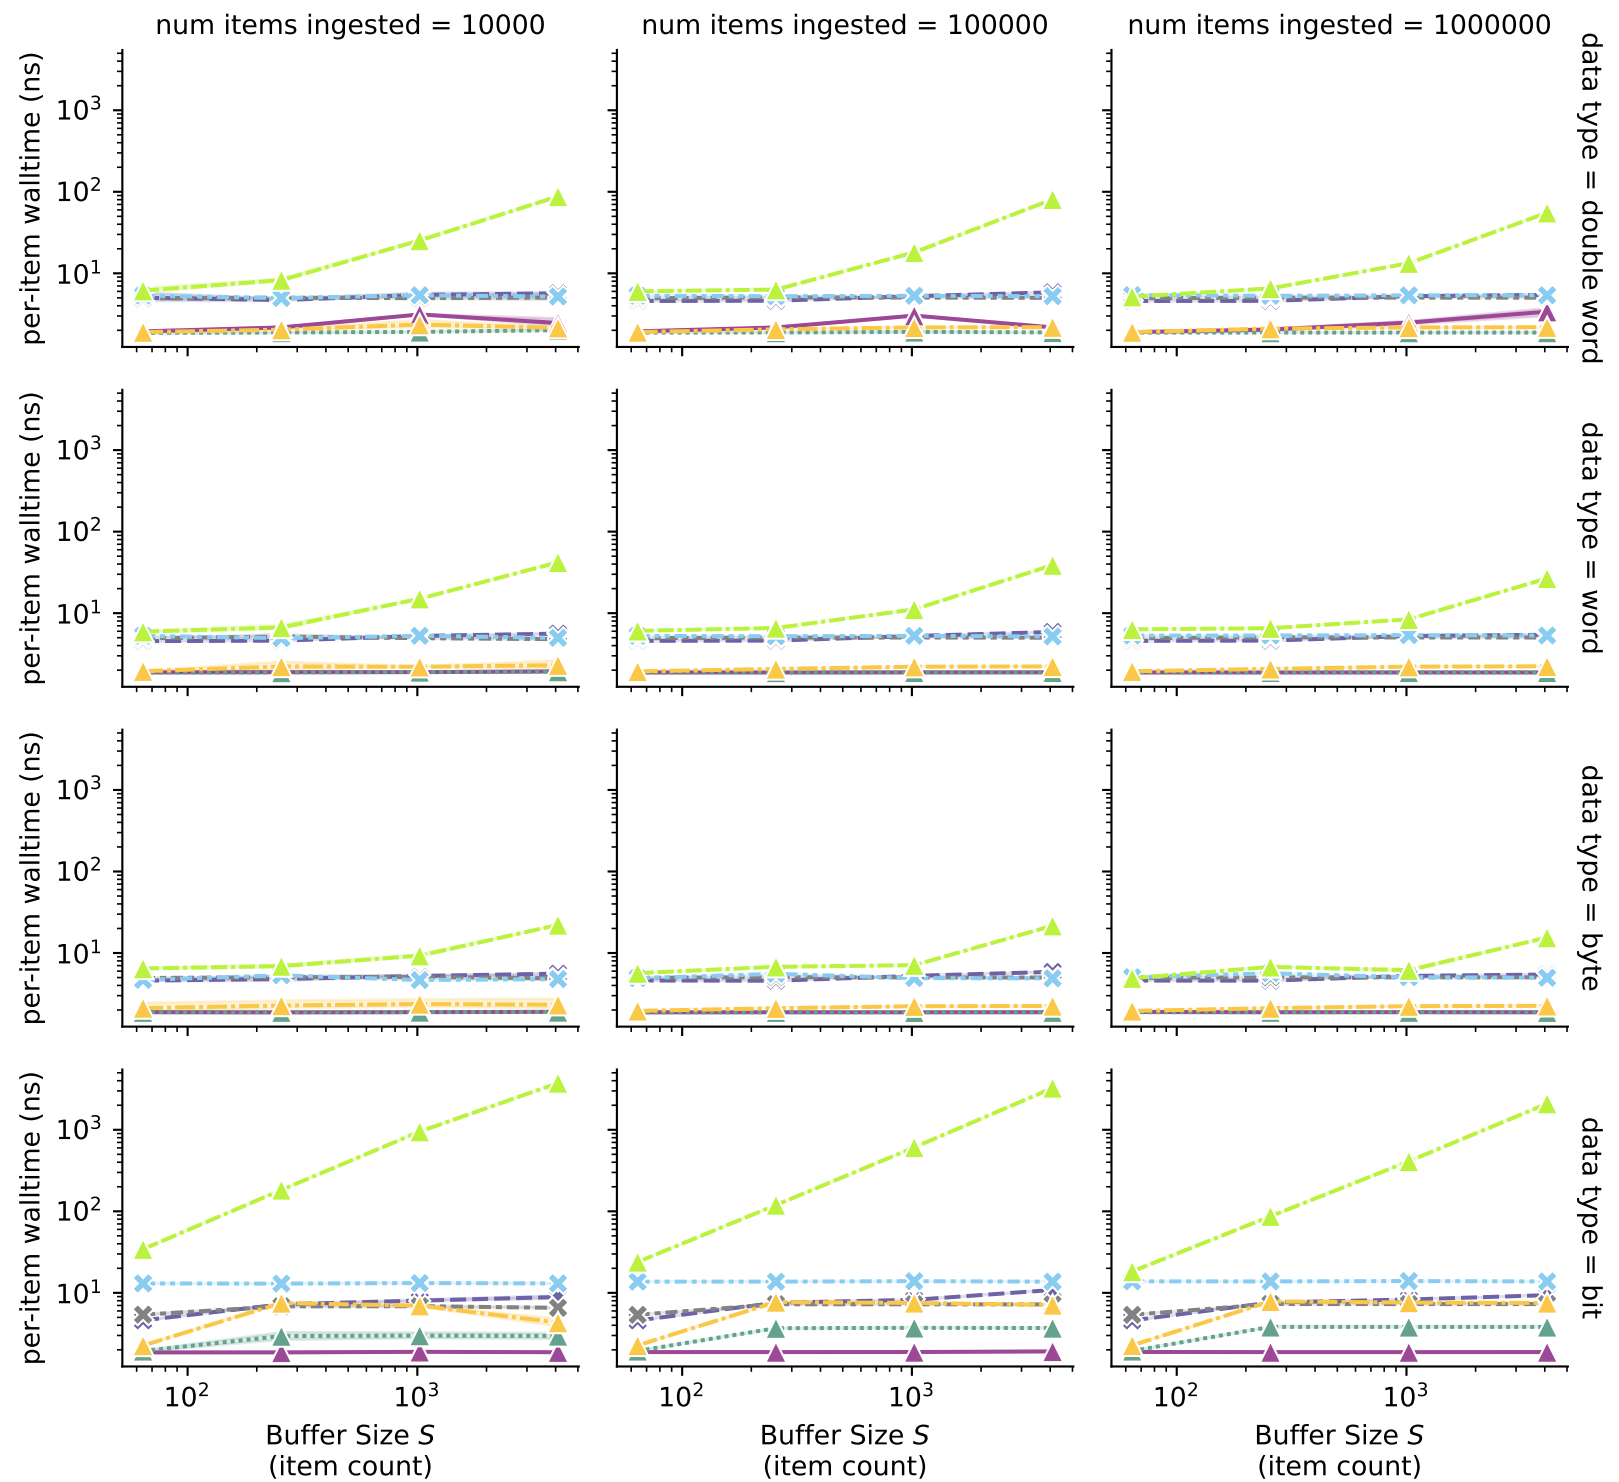 num items ingested = 10000
num items ingested = 100000
num items ingested = 1000000
per-item walltime (ns)
10³
10²
10¹
data type = double word
per-item walltime (ns)
10³
10²
10¹
data type = word
per-item walltime (ns)
10³
10²
10¹
data type = byte
per-item walltime (ns)
10³
10²
10¹
data type = bit
10² 10³
10² 10³
10² 10³
Buffer Size S
(item count)
Buffer Size S
(item count)
Buffer Size S
(item count)